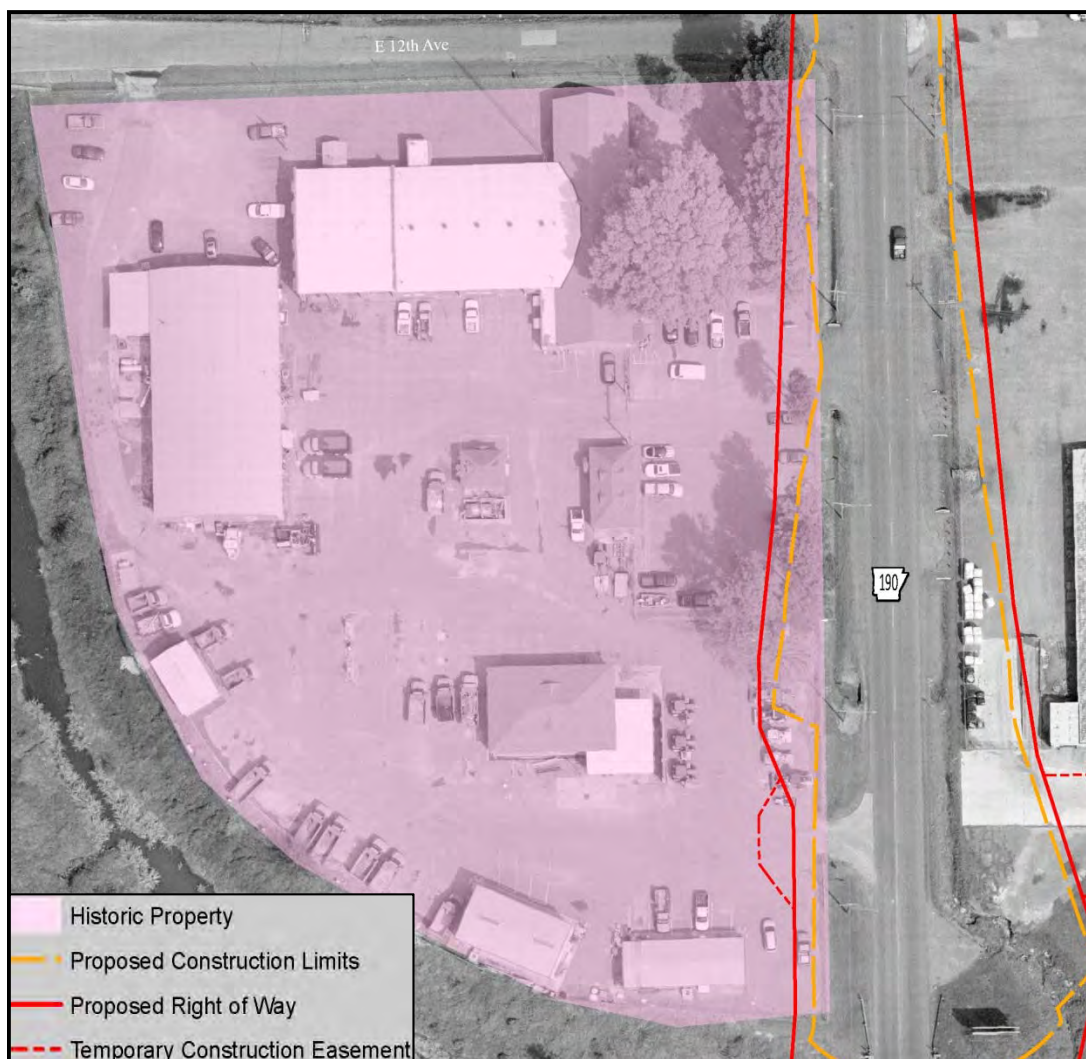 E 12th Ave
190
Historic Property
Proposed Construction Limits
Proposed Right of Way
Temporary Construction Easement